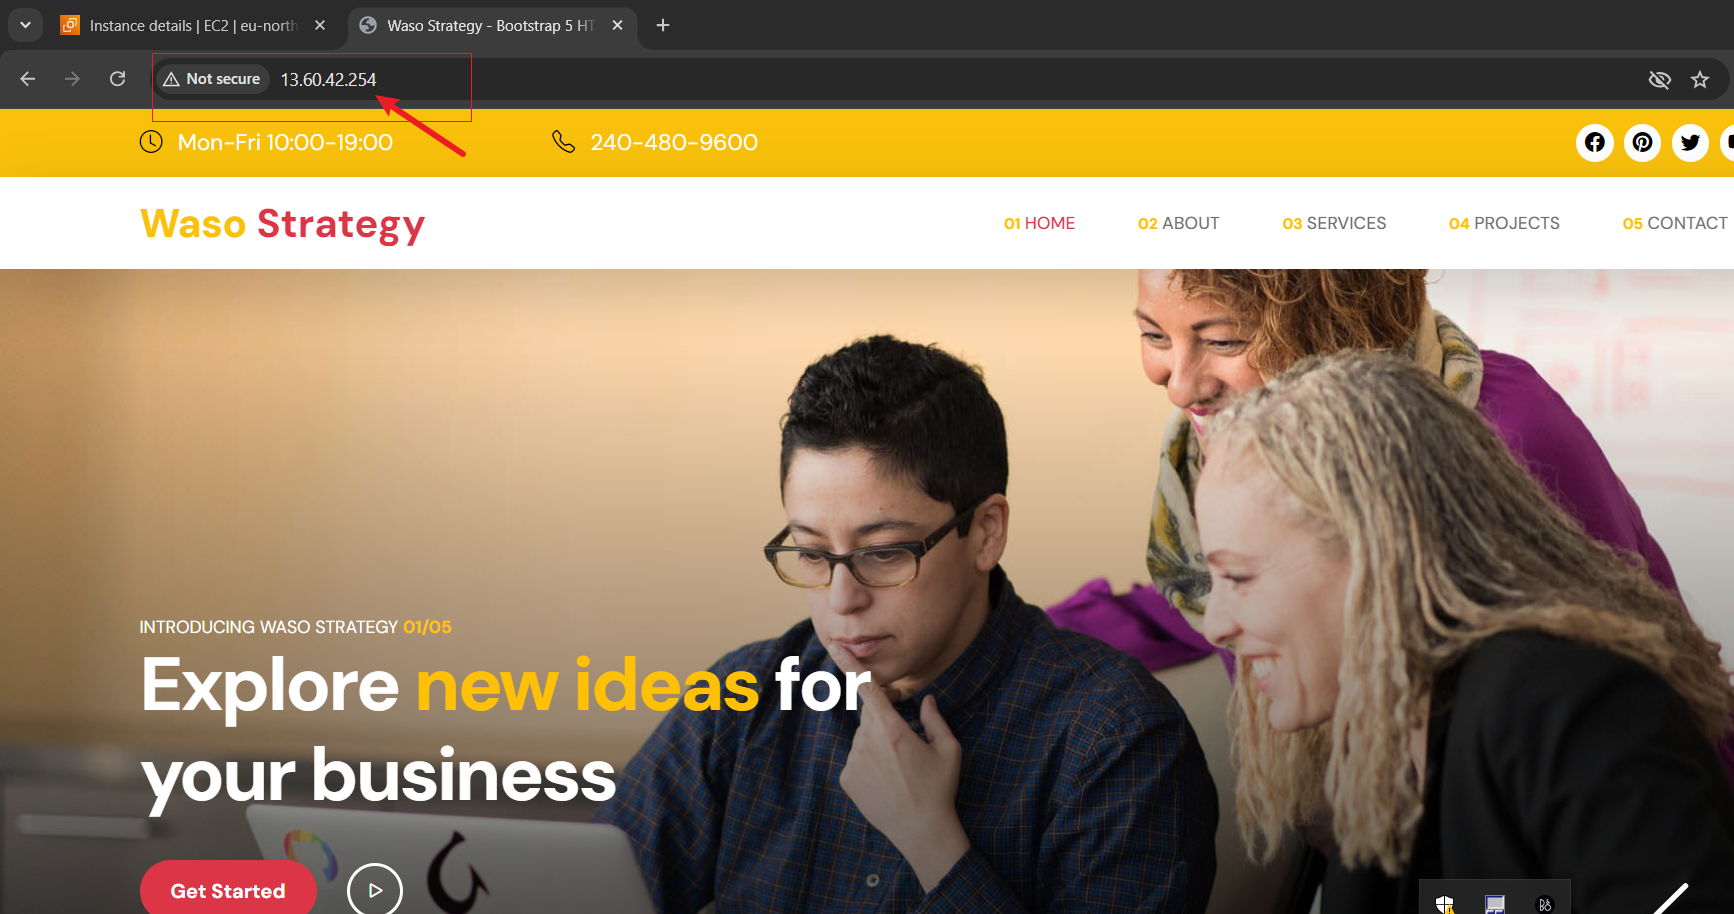 Instance details | EC2 | eu-north
Waso Strategy - Bootstrap 5 HT
Not secure
13.60.42.254
Mon-Fri 10:00-19:00
240-480-9600
Waso Strategy
01 HOME
02 ABOUT
03 SERVICES
04 PROJECTS
05 CONTACT
INTRODUCING WASO STRATEGY 01/05
Explore new ideas for
your business
Get Started